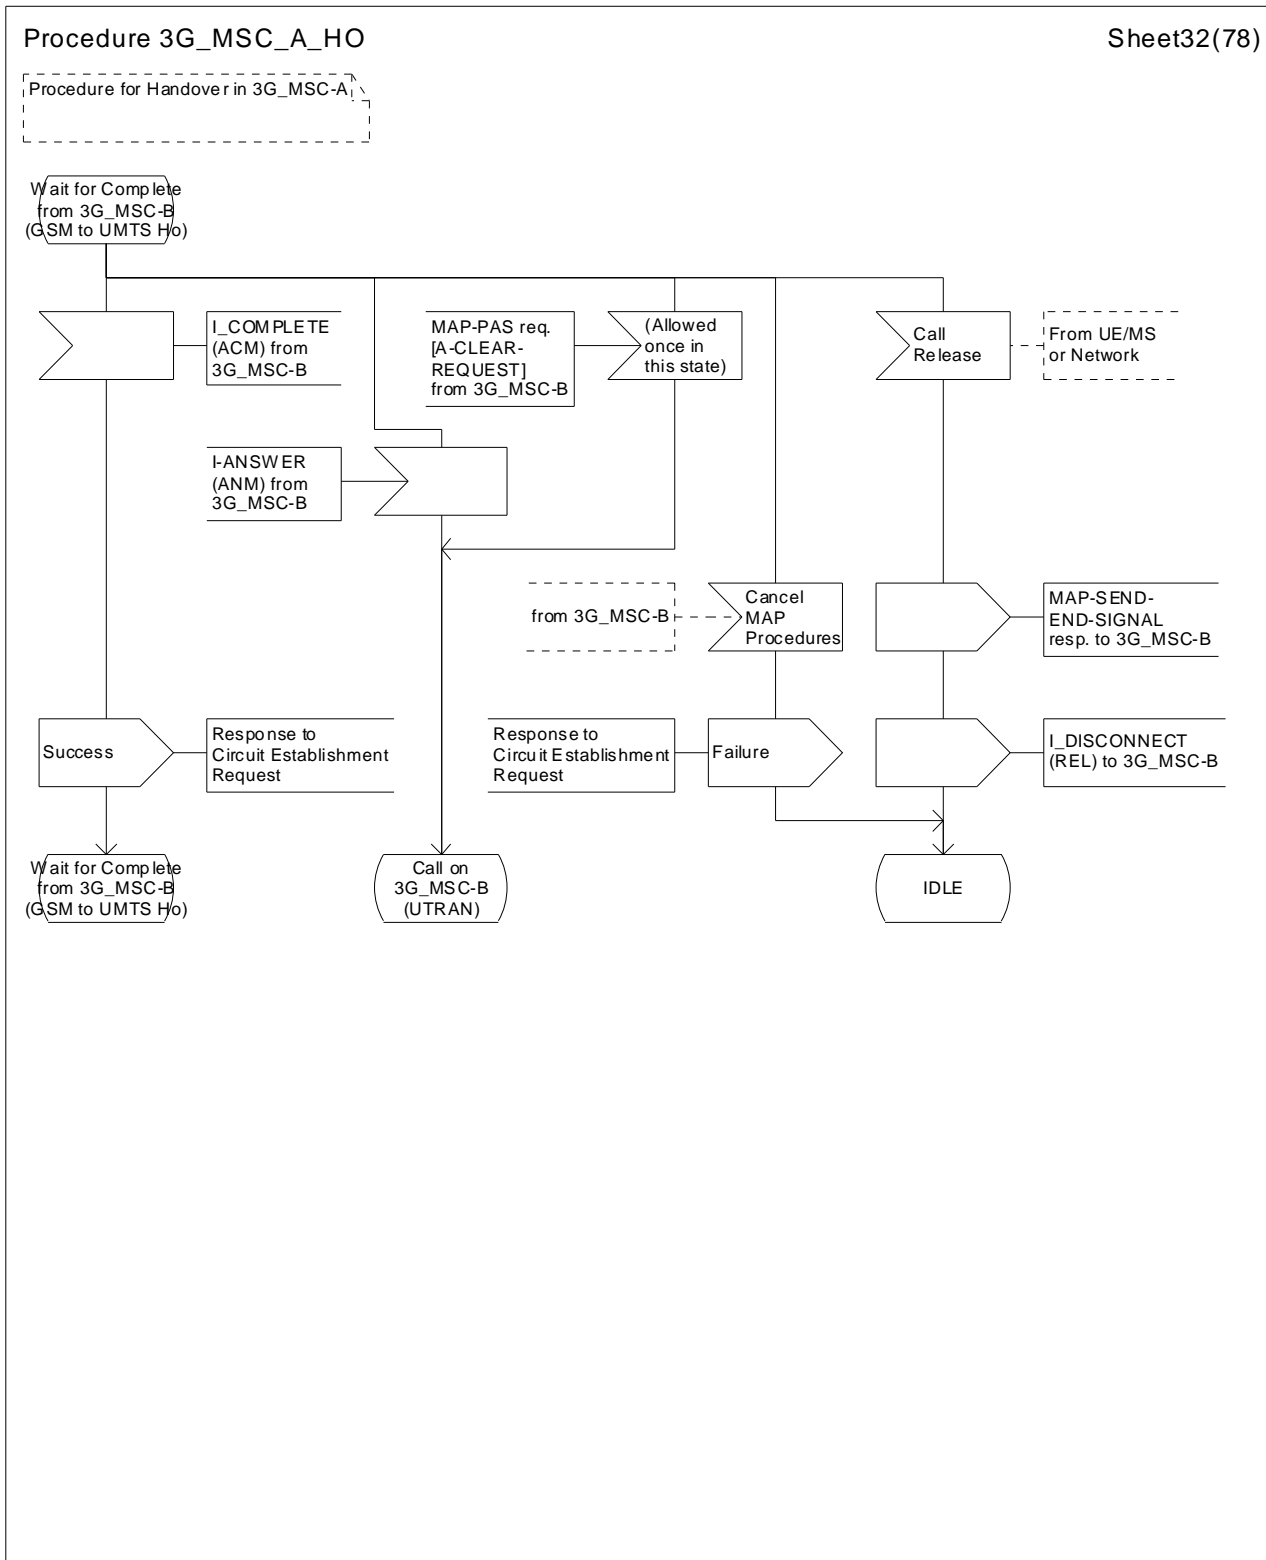 Procedure 3G_MSC_A_HO
Sheet32(78)
Procedure for Handover in 3G_MSC-A
Wait for Complete
from 3G_MSC-B
(GSM to UMTS Ho)
I_COMPLETE
(ACM) from
3G_MSC-B
MAP-PAS req.
[A-CLEAR-
REQUEST]
from 3G_MSC-B
(Allowed
once in
this state)
Call
Release
From UE/MS
or Network
I-ANSWER
(ANM) from
3G_MSC-B
from 3G_MSC-B
Cancel
MAP
Procedures
MAP-SEND-
END-SIGNAL
resp. to 3G_MSC-B
Success
Response to
Circuit Establishment
Request
Response to
Circuit Establishment
Request
Failure
I_DISCONNECT
(REL) to 3G_MSC-B
Wait for Complete
from 3G_MSC-B
(GSM to UMTS Ho)
Call on
3G_MSC-B
(UTRAN)
IDLE